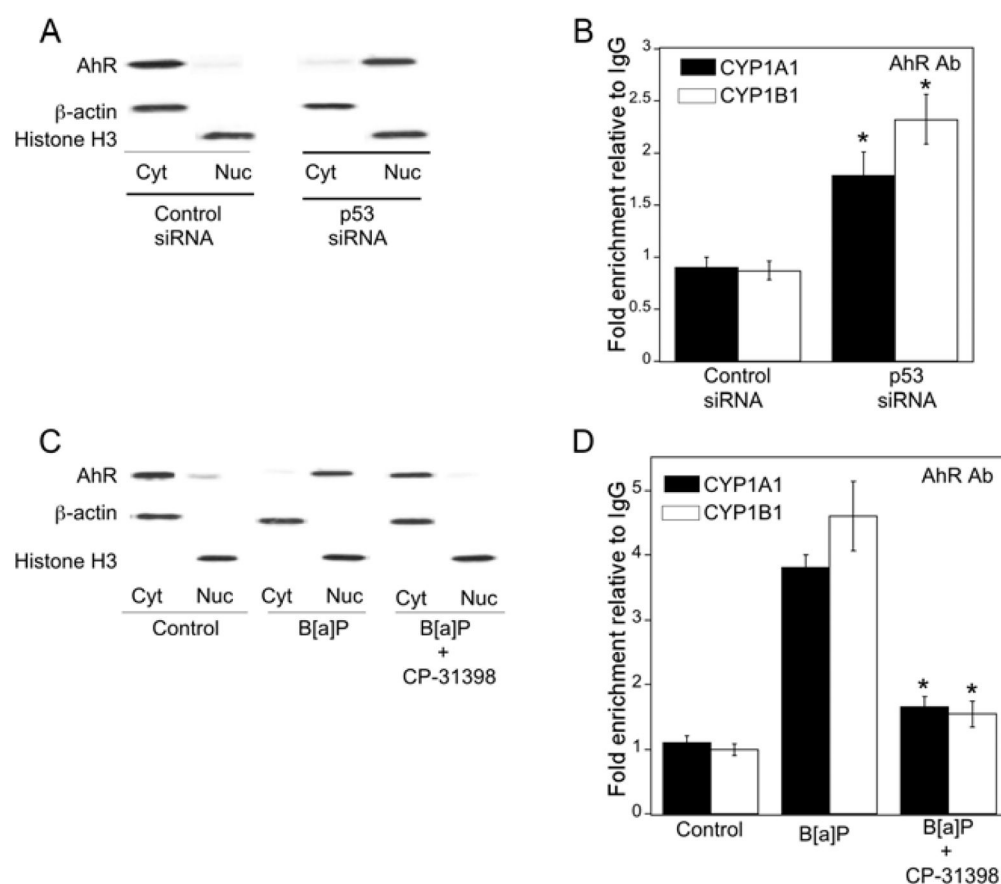 A
AhR
β-actin
Histone H3
Cyt Nuc Cyt Nuc
Control siRNA
p53 siRNA
B
Fold enrichment relative to IgG
3
2.5
2
1.5
1
0.5
0
CYP1A1
CYP1B1
AhR Ab
*
*
Control siRNA
p53 siRNA
C
AhR
β-actin
Histone H3
Cyt Nuc Cyt Nuc Cyt Nuc
Control
B[a]P
B[a]P
+
CP-31398
D
Fold enrichment relative to IgG
5
4
3
2
1
0
CYP1A1
CYP1B1
AhR Ab
* *
Control
B[a]P
B[a]P
+
CP-31398